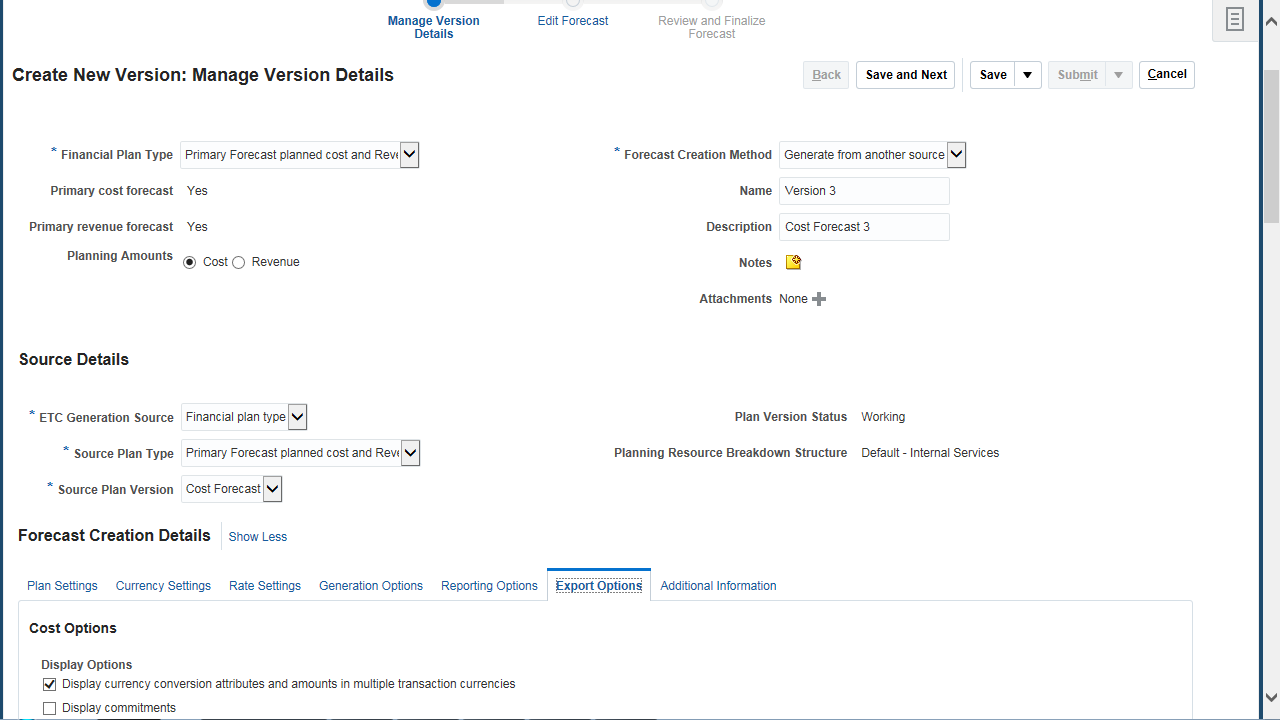 Manage Version
Details
Edit Forecast
Review and Finalize
Forecast
Create New Version: Manage Version Details
Back
Save and Next
Save
Submit
Cancel
* Financial Plan Type Primary Forecast planned cost and Reve
Primary cost forecast Yes
Primary revenue forecast Yes
Planning Amounts Cost Revenue
* Forecast Creation Method Generate from another source
Name Version 3
Description Cost Forecast 3
Notes
Attachments None
Source Details
* ETC Generation Source Financial plan type
* Source Plan Type Primary Forecast planned cost and Reve
* Source Plan Version Cost Forecast
Plan Version Status Working
Planning Resource Breakdown Structure Default - Internal Services
Forecast Creation Details Show Less
Plan Settings Currency Settings Rate Settings Generation Options Reporting Options Export Options Additional Information
Cost Options
Display Options
Display currency conversion attributes and amounts in multiple transaction currencies
Display commitments